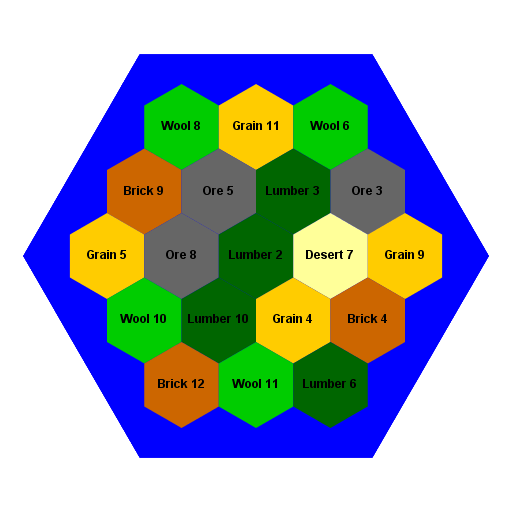 Wool 8 Grain 11 Wool 6
Brick 9 Ore 5 Lumber 3 Ore 3
Grain 5 Ore 8 Lumber 2 Desert 7 Grain 9
Wool 10 Lumber 10 Grain 4 Brick 4
Brick 12 Wool 11 Lumber 6